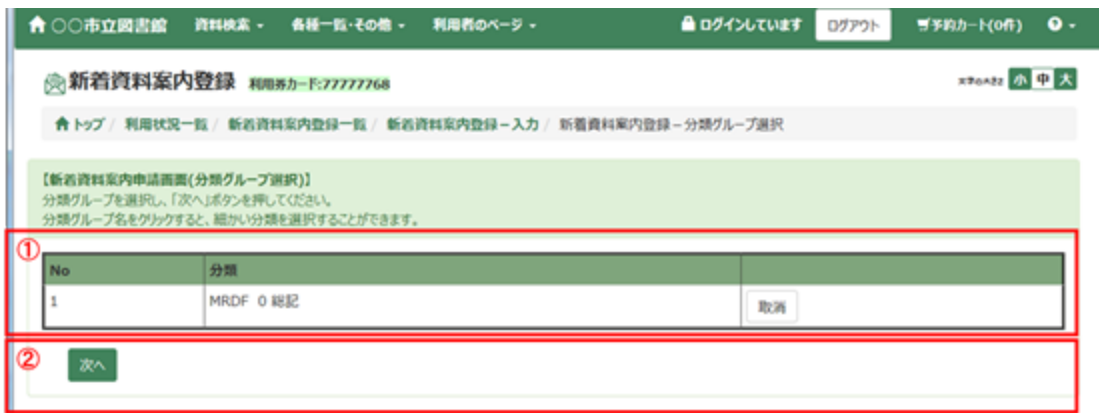 ○○市立図書館 資料検索 各種一覧・その他 利用者のページ ログインしています ログアウト 予約カート(0件)
新着資料案内登録 利用券カード:77777768 文字の大きさ 小 中 大
トップ / 利用状況一覧 / 新着資料案内登録一覧 / 新着資料案内登録-入力 / 新着資料案内登録-分類グループ選択
【新着資料案内申請画面(分類グループ選択)】
分類グループを選択し、「次へ」ボタンを押してください。
分類グループ名をクリックすると、細かい分類を選択することができます。
①
No 分類
1 MRDF 0 総記 取消
②
次へ